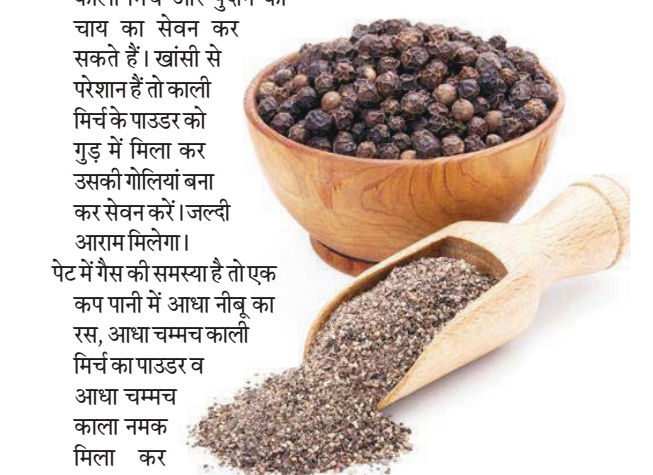 चाय का सेवन कर
सकते हैं। खांसी से
परेशान हैं तो काली
मिर्च के पाउडर को
गुड़ में मिला कर
उसकी गोलियां बना
कर सेवन करें। जल्दी
आराम मिलेगा।
पेट में गैस की समस्या है तो एक
कप पानी में आधा नीबू का
रस, आधा चम्मच काली
मिर्च का पाउडर व
आधा चम्मच
काला नमक
मिला कर